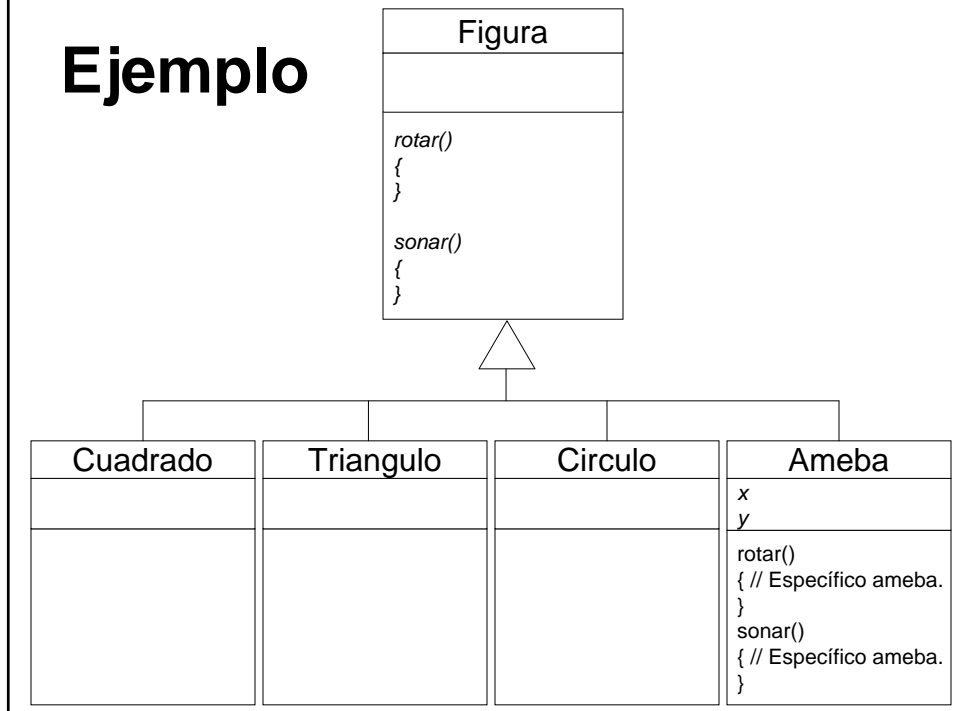 Ejemplo
Figura
rotar()
{
}
sonar()
{
}
Cuadrado
Triangulo
Circulo
Ameba
x
y
rotar()
{ // Específico ameba.
}
sonar()
{ // Específico ameba.
}